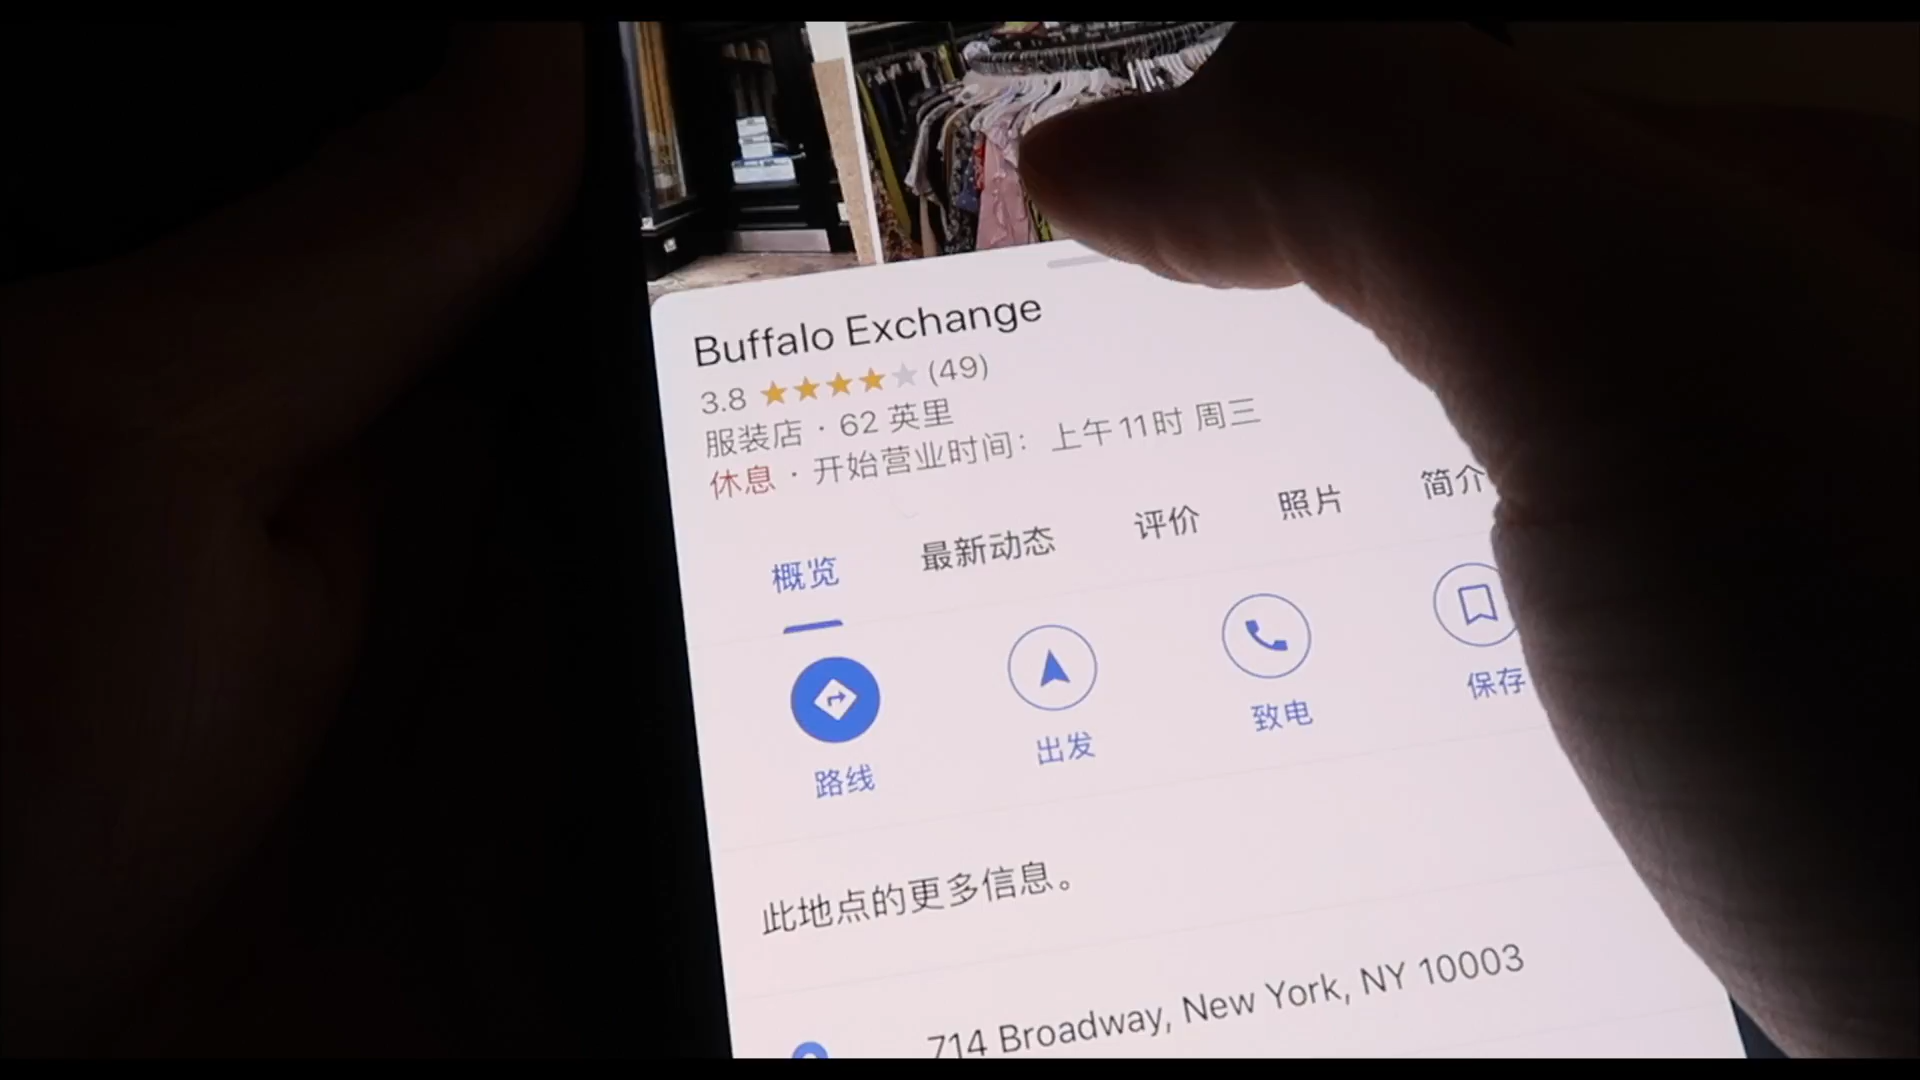 Buffalo Exchange
3.8 (49)
服装店 · 62 英里
休息 · 开始营业时间： 上午11时 周三
概览 最新动态 评价 照片 简介
路线 出发 致电 保存
此地点的更多信息。
714 Broadway, New York, NY 10003